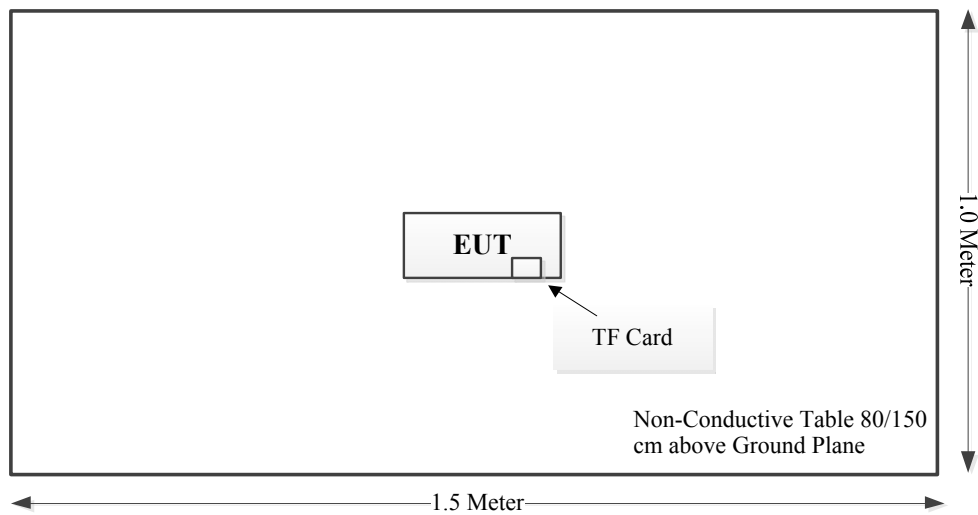 EUT
TF Card
1.0 Meter
Non-Conductive Table 80/150
cm above Ground Plane
1.5 Meter